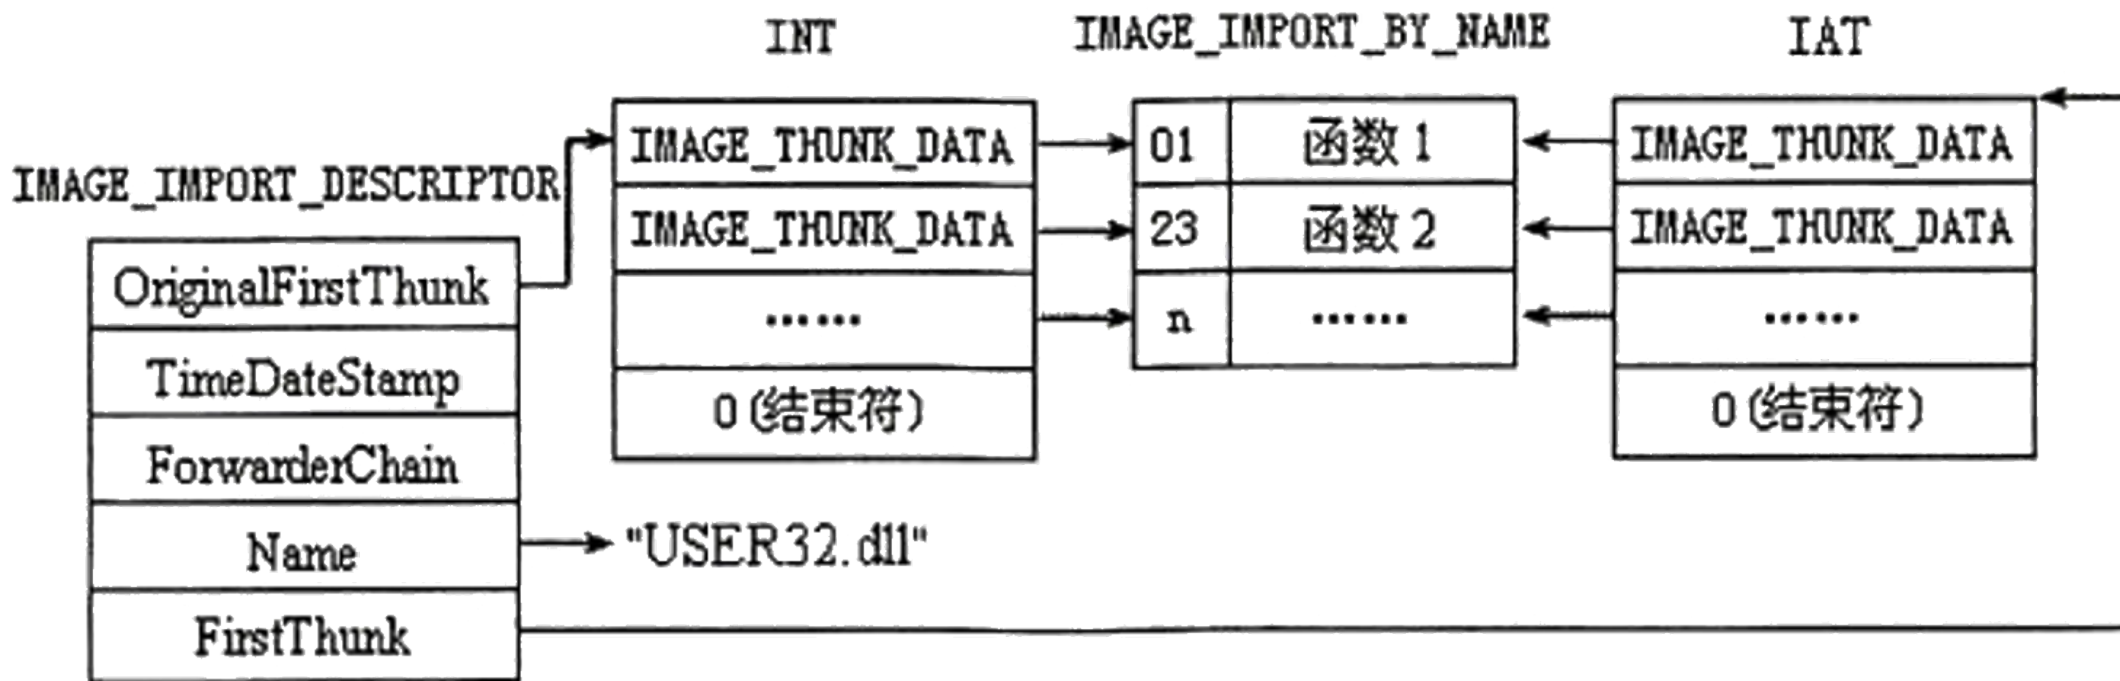 INT
IMAGE_IMPORT_BY_NAME
IAT
IMAGE_IMPORT_DESCRIPTOR
OriginalFirstThunk
TimeDateStamp
ForwarderChain
Name
FirstThunk
IMAGE_THUNK_DATA
IMAGE_THUNK_DATA
……
0(结束符)
"USER32.dll"
01 函数1
23 函数2
n ……
IMAGE_THUNK_DATA
IMAGE_THUNK_DATA
……
0(结束符)